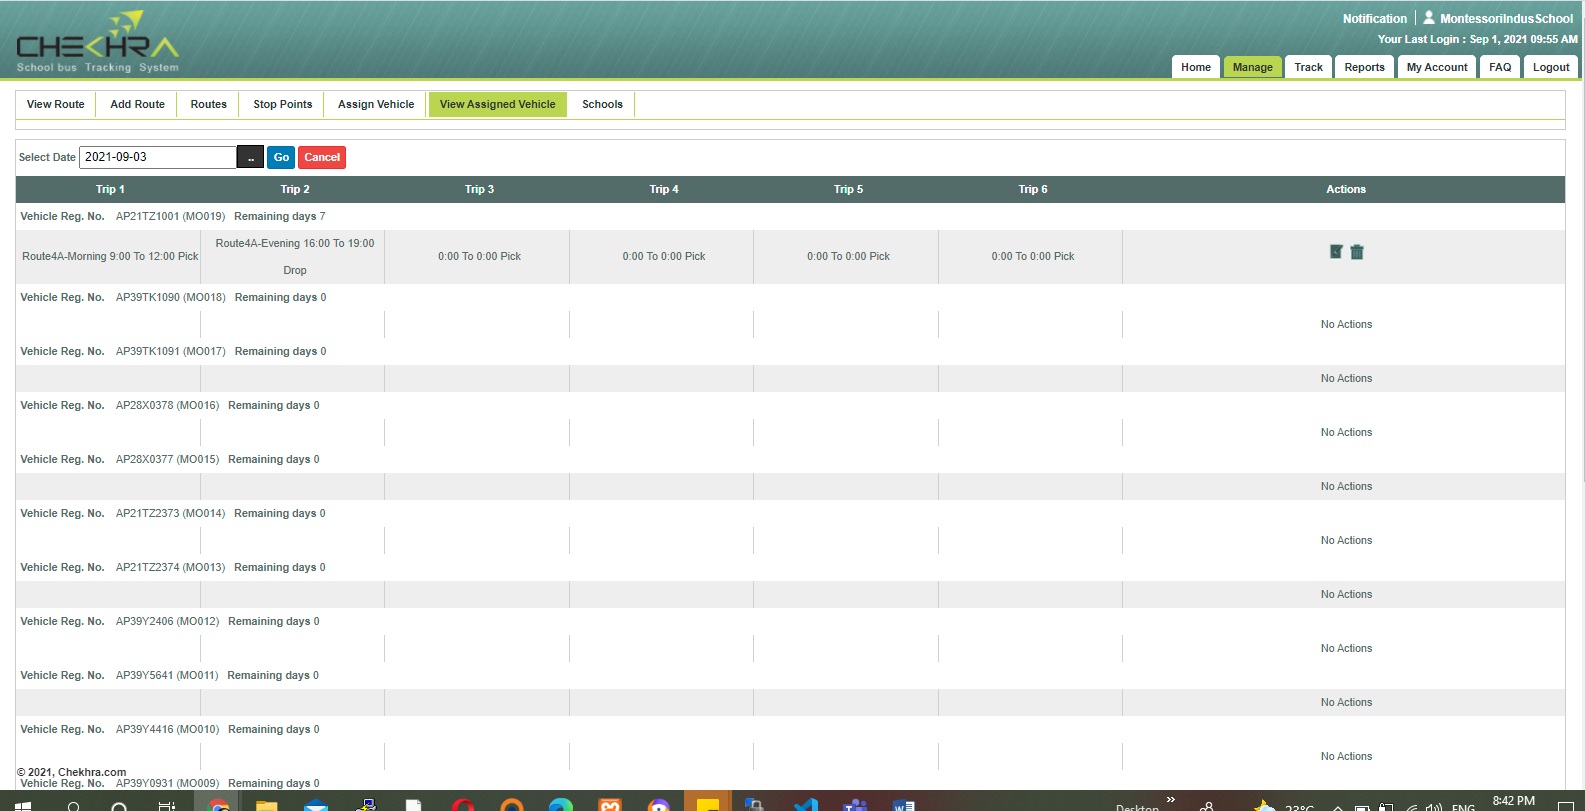 CHEKHRA
School bus Tracking System
Notification MontessoriIndusSchool
Your Last Login : Sep 1, 2021 09:55 AM
Home Manage Track Reports My Account FAQ Logout
View Route Add Route Routes Stop Points Assign Vehicle View Assigned Vehicle Schools
Select Date 2021-09-03 .. Go Cancel
Trip 1 Trip 2 Trip 3 Trip 4 Trip 5 Trip 6 Actions
Vehicle Reg. No. AP21TZ1001 (MO019) Remaining days 7
Route4A-Morning 9:00 To 12:00 Pick Route4A-Evening 16:00 To 19:00 Drop 0:00 To 0:00 Pick 0:00 To 0:00 Pick 0:00 To 0:00 Pick 0:00 To 0:00 Pick
Vehicle Reg. No. AP39TK1090 (MO018) Remaining days 0
No Actions
Vehicle Reg. No. AP39TK1091 (MO017) Remaining days 0
No Actions
Vehicle Reg. No. AP28X0378 (MO016) Remaining days 0
No Actions
Vehicle Reg. No. AP28X0377 (MO015) Remaining days 0
No Actions
Vehicle Reg. No. AP21TZ2373 (MO014) Remaining days 0
No Actions
Vehicle Reg. No. AP21TZ2374 (MO013) Remaining days 0
No Actions
Vehicle Reg. No. AP39Y2406 (MO012) Remaining days 0
No Actions
Vehicle Reg. No. AP39Y5641 (MO011) Remaining days 0
No Actions
Vehicle Reg. No. AP39Y4416 (MO010) Remaining days 0
No Actions
© 2021, Chekhra.com
Vehicle Reg. No. AP39Y0931 (MO009) Remaining days 0
Desktop » 23°C ENG 8:42 PM